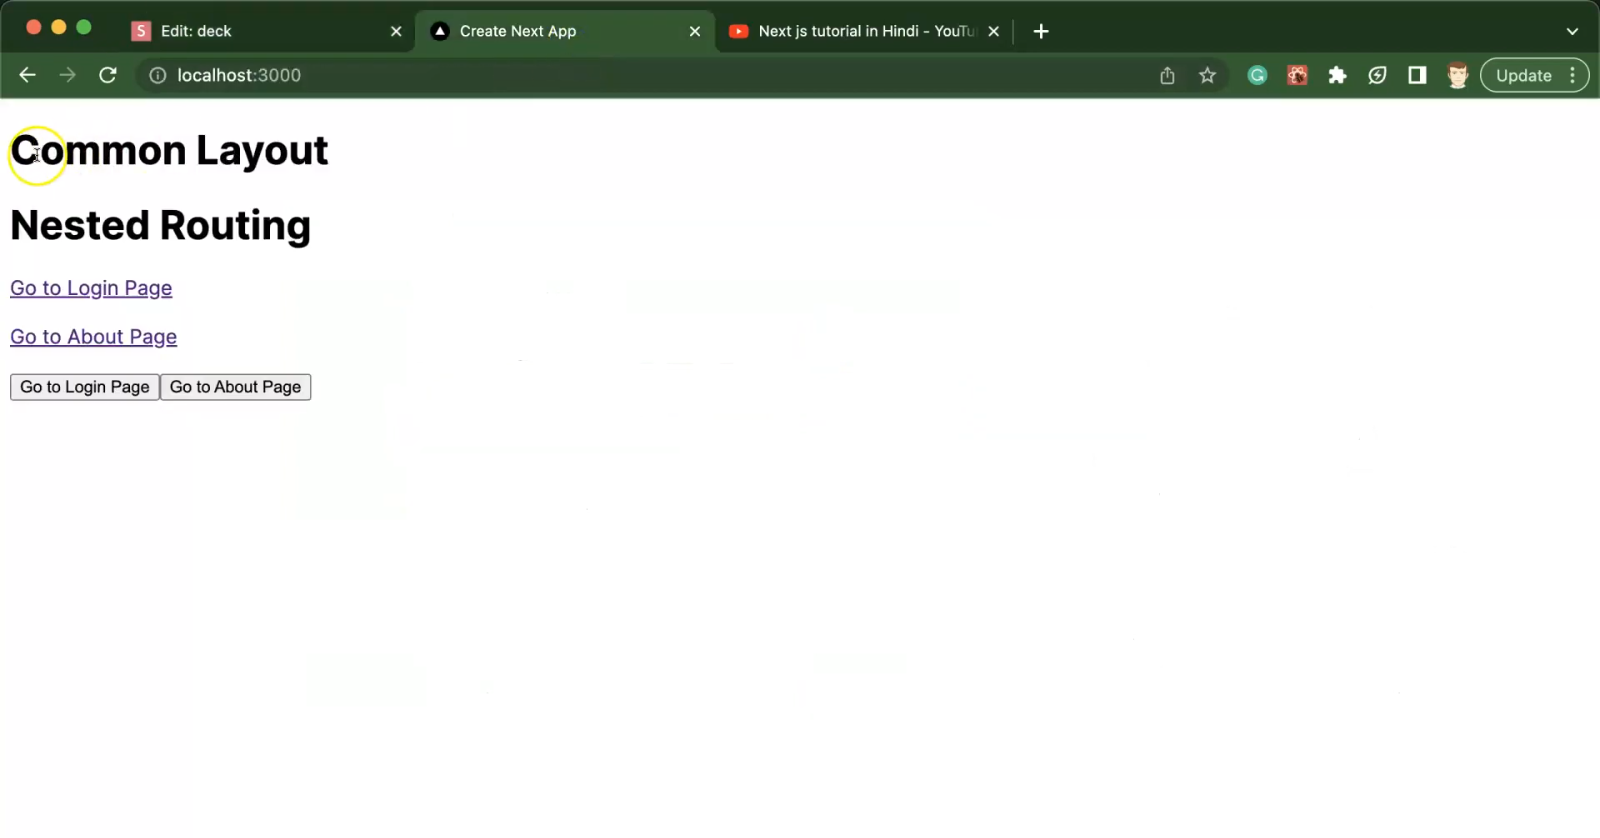 S Edit: deck
Create Next App
Next js tutorial in Hindi - YouTu
localhost:3000
Update
Common Layout
Nested Routing
Go to Login Page
Go to About Page
Go to Login Page Go to About Page